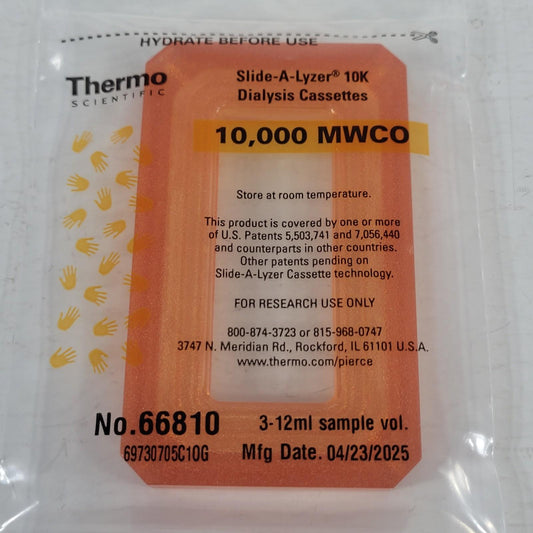 HYDRATE BEFORE USE
Thermo
SCIENTIFIC
Slide-A-Lyzer® 10K
Dialysis Cassettes
10,000 MWCO
Store at room temperature.
This product is covered by one or more
of U.S. Patents 5,503,741 and 7,056,440
and counterparts in other countries.
Other patents pending on
Slide-A-Lyzer Cassette technology.
FOR RESEARCH USE ONLY
800-874-3723 or 815-968-0747
3747 N. Meridian Rd., Rockford, IL 61101 U.S.A.
www.thermo.com/pierce
No.66810 3-12ml sample vol.
69730705C10G Mfg Date. 04/23/2025